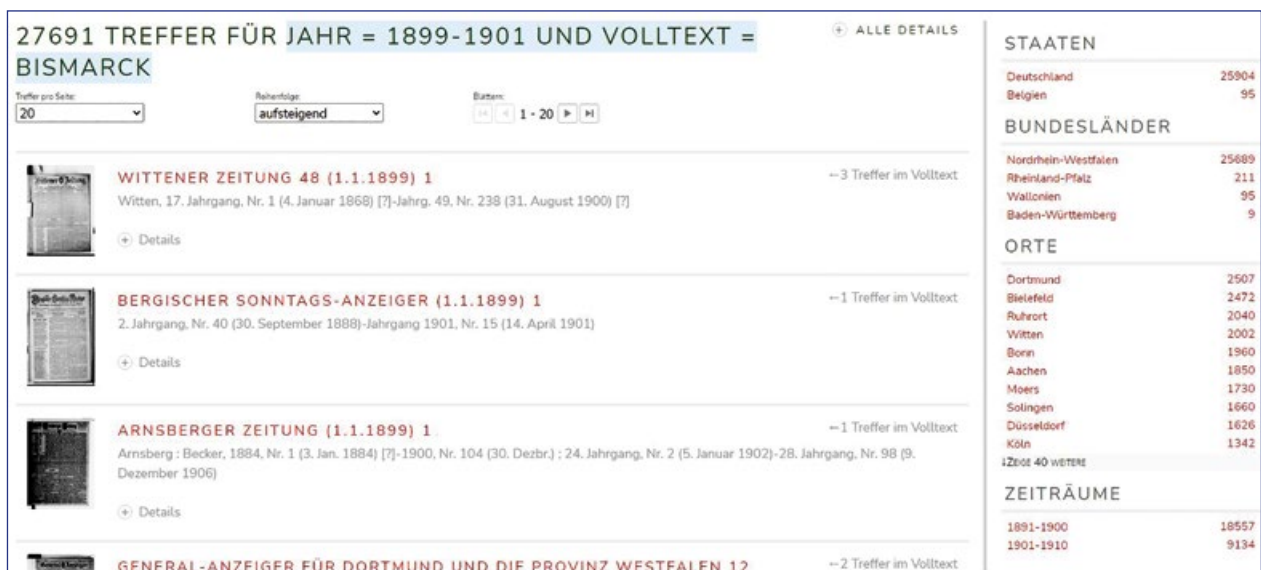 27691 TREFFER FÜR JAHR = 1899-1901 UND VOLLTEXT =
BISMARCK
ALLE DETAILS
Treffer pro Seite:
20
Reihenfolge:
aufsteigend
Blättern:
1 - 20
WITTENER ZEITUNG 48 (1.1.1899) 1
←3 Treffer im Volltext
Witten, 17. Jahrgang, Nr. 1 (4. Januar 1868) [?]-Jahrg. 49, Nr. 238 (31. August 1900) [?]
Details
BERGISCHER SONNTAGS-ANZEIGER (1.1.1899) 1
←1 Treffer im Volltext
2. Jahrgang, Nr. 40 (30. September 1888)-Jahrgang 1901, Nr. 15 (14. April 1901)
Details
ARNSBERGER ZEITUNG (1.1.1899) 1
←1 Treffer im Volltext
Arnsberg : Becker, 1884, Nr. 1 (3. Jan. 1884) [?]-1900, Nr. 104 (30. Dezbr.) ; 24. Jahrgang, Nr. 2 (5. Januar 1902)-28. Jahrgang, Nr. 98 (9.
Dezember 1906)
Details
GENERAL-ANZEIGER FÜR DORTMUND UND DIE PROVINZ WESTFALEN 12
←2 Treffer im Volltext
STAATEN
Deutschland 25904
Belgien 95
BUNDESLÄNDER
Nordrhein-Westfalen 25689
Rheinland-Pfalz 211
Wallonien 95
Baden-Württemberg 9
ORTE
Dortmund 2507
Bielefeld 2472
Ruhrort 2040
Witten 2002
Bonn 1960
Aachen 1850
Moers 1730
Solingen 1660
Düsseldorf 1626
Köln 1342
↓ZEIGE 40 WEITERE
ZEITRÄUME
1891-1900 18557
1901-1910 9134